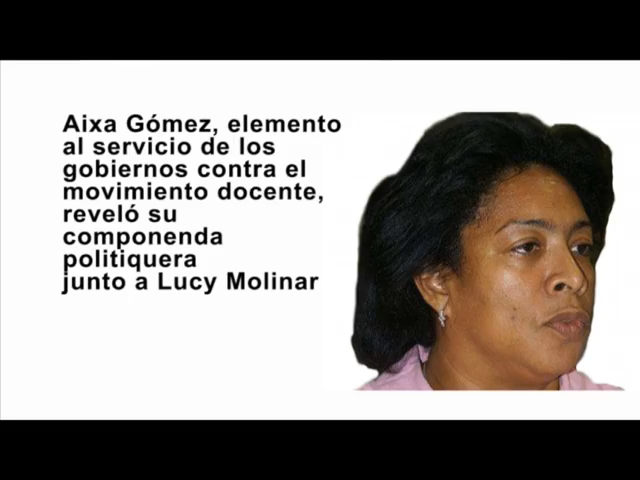 Aixa Gómez, elemento
al servicio de los
gobiernos contra el
movimiento docente,
reveló su
componenda
politiquera
junto a Lucy Molinar